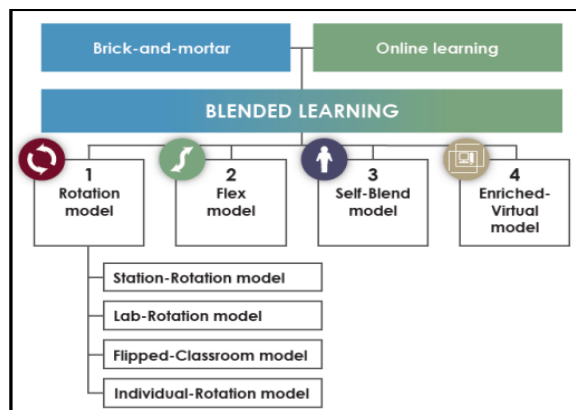 Brick-and-mortar
Online learning
BLENDED LEARNING
1
Rotation
model
2
Flex
model
3
Self-Blend
model
4
Enriched-
Virtual
model
Station-Rotation model
Lab-Rotation model
Flipped-Classroom model
Individual-Rotation model